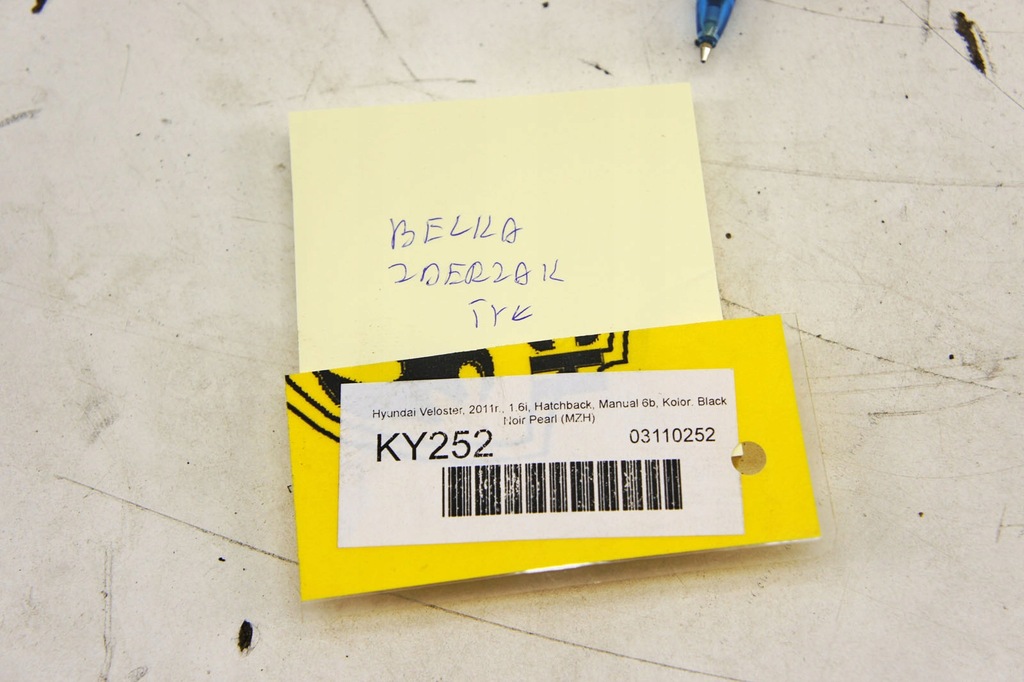 BELKA
ZDERZAK
TYŁ
Hyundai Veloster, 2011r., 1.6i, Hatchback, Manual 6b, Kolor: Black
Noir Pearl (MZH)
KY252
03110252